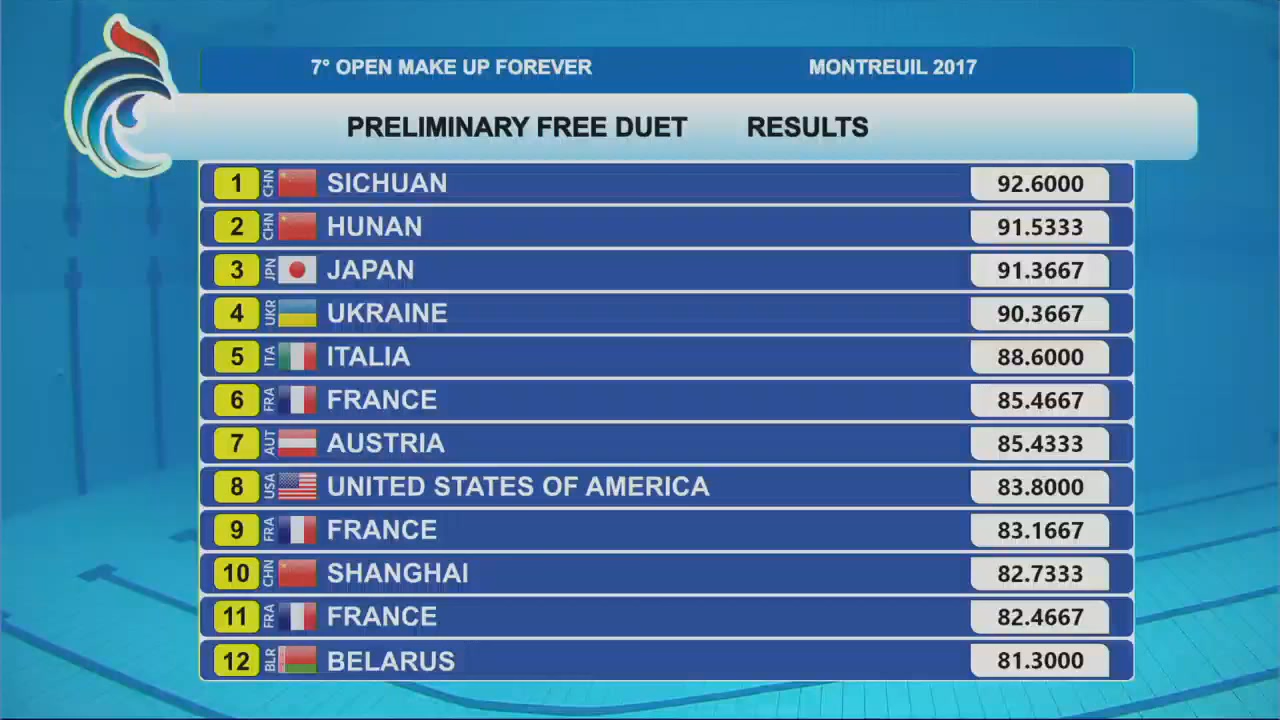 7° OPEN MAKE UP FOREVER MONTREUIL 2017
PRELIMINARY FREE DUET RESULTS
1 CHN SICHUAN 92.6000
2 CHN HUNAN 91.5333
3 JPN JAPAN 91.3667
4 UKR UKRAINE 90.3667
5 ITA ITALIA 88.6000
6 FRA FRANCE 85.4667
7 AUT AUSTRIA 85.4333
8 USA UNITED STATES OF AMERICA 83.8000
9 FRA FRANCE 83.1667
10 CHN SHANGHAI 82.7333
11 FRA FRANCE 82.4667
12 BLR BELARUS 81.3000